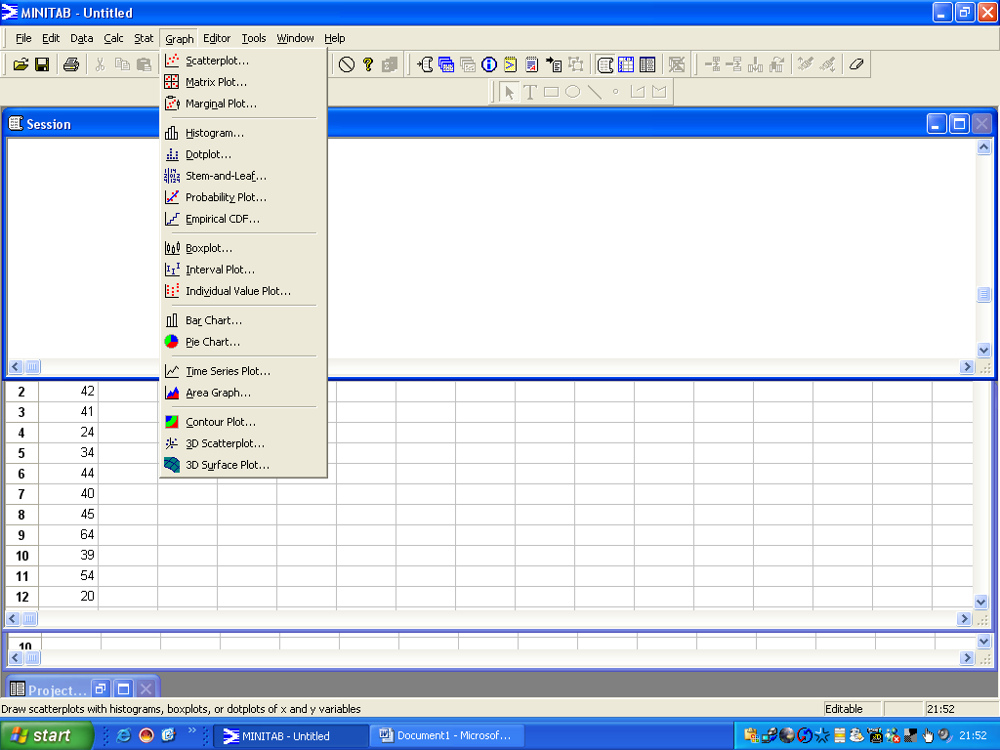 MINITAB - Untitled
File Edit Data Calc Stat Graph Editor Tools Window Help
Scatterplot...
Matrix Plot...
Marginal Plot...
Session
Histogram...
Dotplot...
Stem-and-Leaf...
Probability Plot...
Empirical CDF...
Boxplot...
Interval Plot...
Individual Value Plot...
Bar Chart...
Pie Chart...
Time Series Plot...
Area Graph...
Contour Plot...
3D Scatterplot...
3D Surface Plot...
2 42
3 41
4 24
5 34
6 44
7 40
8 45
9 64
10 39
11 54
12 20
10
Project...
Draw scatterplots with histograms, boxplots, or dotplots of x and y variables
Editable
21:52
start
MINITAB - Untitled
Document1 - Microsof...
21:52